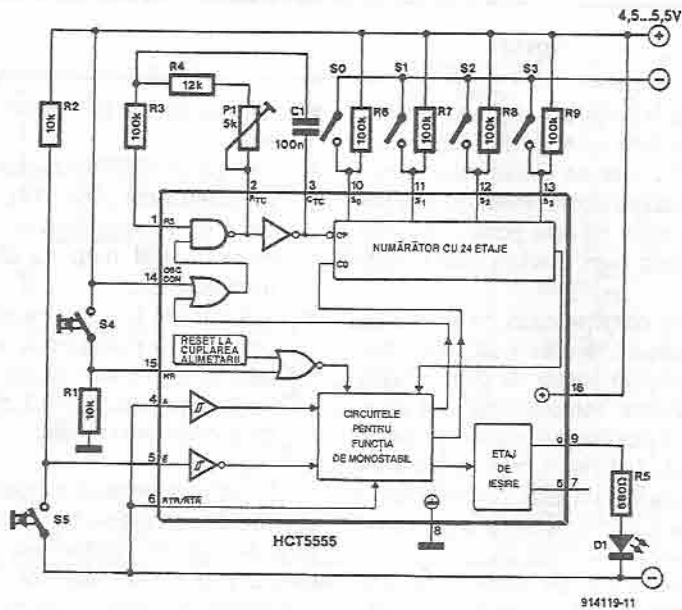 4,5...5,5V
R4
12k
S0
S1
S2
S3
R2
10k
R3
100k
P1
5k
C1
100n
R6
100k
R7
100k
R8
100k
R9
100k
2
RTC
3
CTC
10
S0
11
S1
12
S2
13
S3
1
RS
CP
NUMĂRĂTOR CU 24 ETAJE
CD
14
OSC
CON
S4
RESET LA
CUPLAREA
ALIMETARII
15
MR
R1
10k
16
4
A
CIRCUITELE
PENTRU
FUNCȚIA
DE MONOSTABIL
ETAJ
DE
IEȘIRE
9
5
B
7
R5
680Ω
6
RTR/RTR
S5
8
HCT5555
D1
914119-11